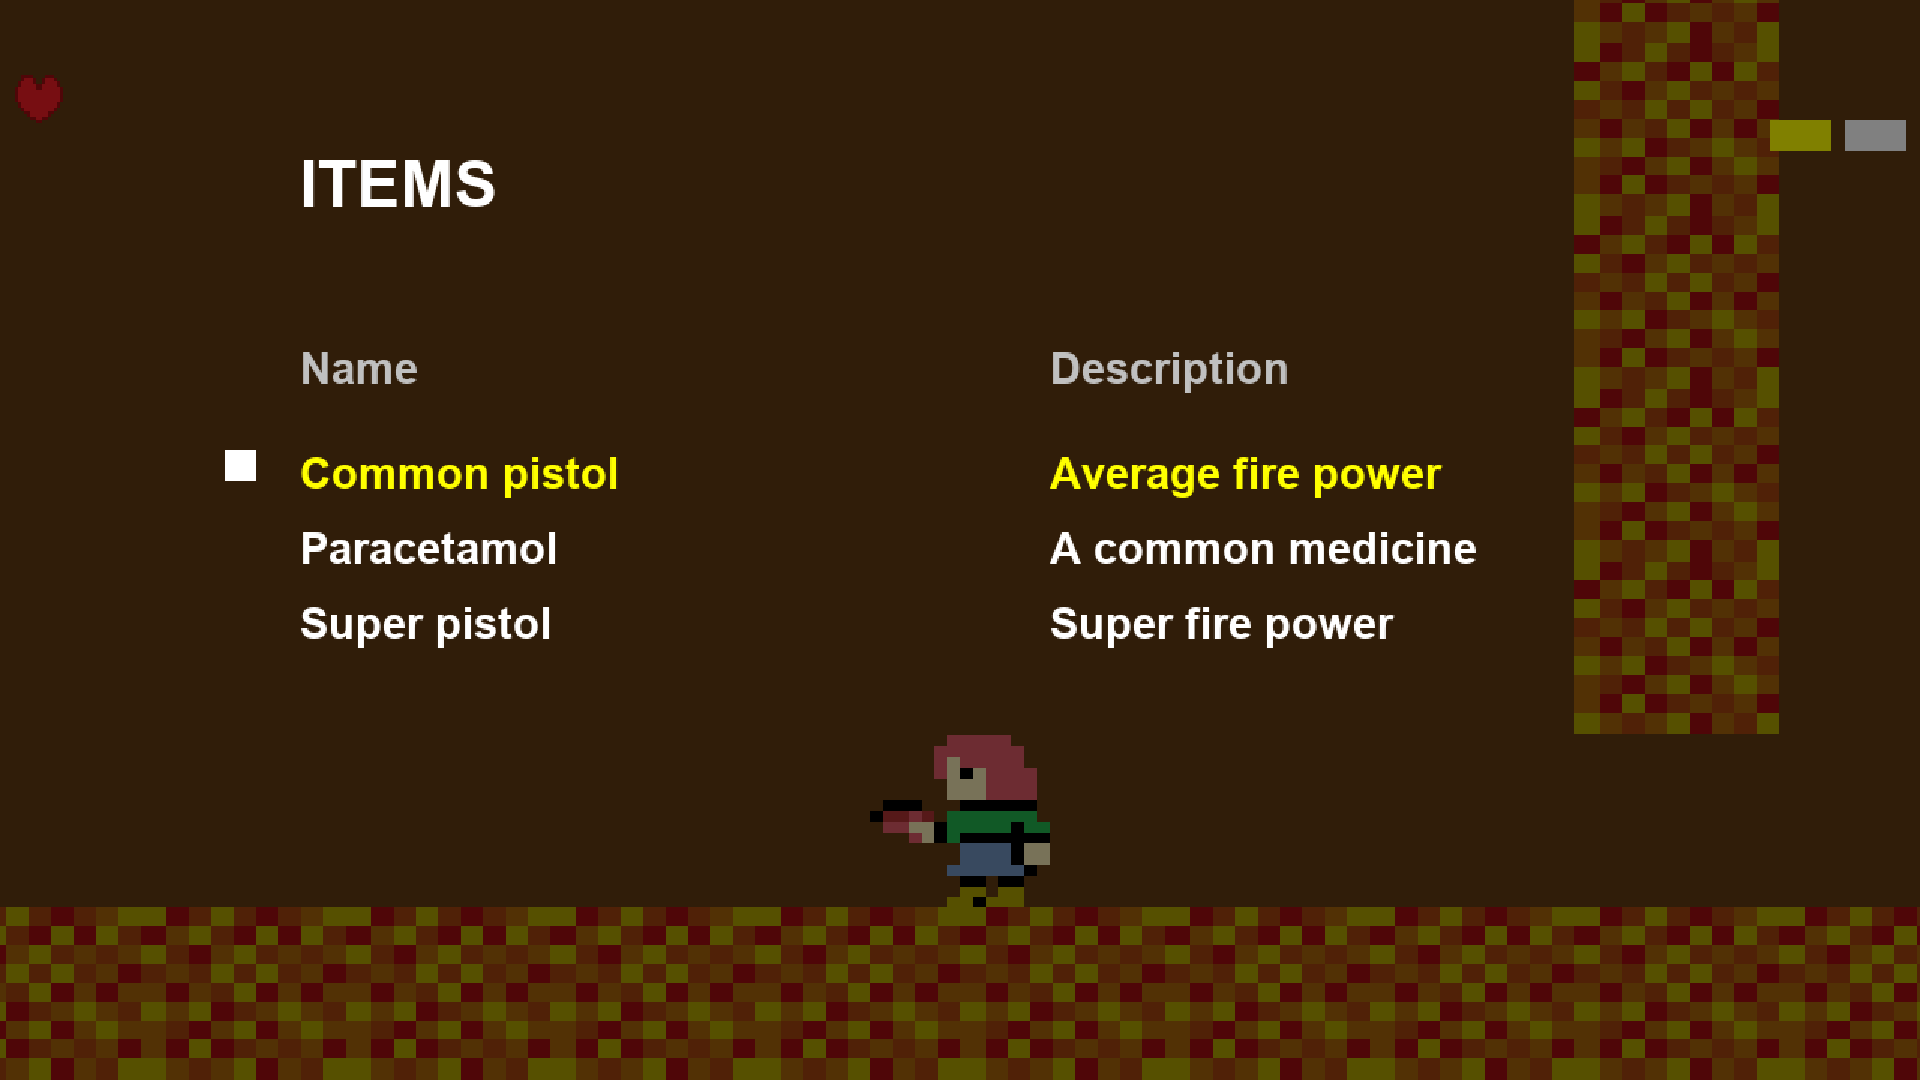 ITEMS
Name Description
Common pistol Average fire power
Paracetamol A common medicine
Super pistol Super fire power